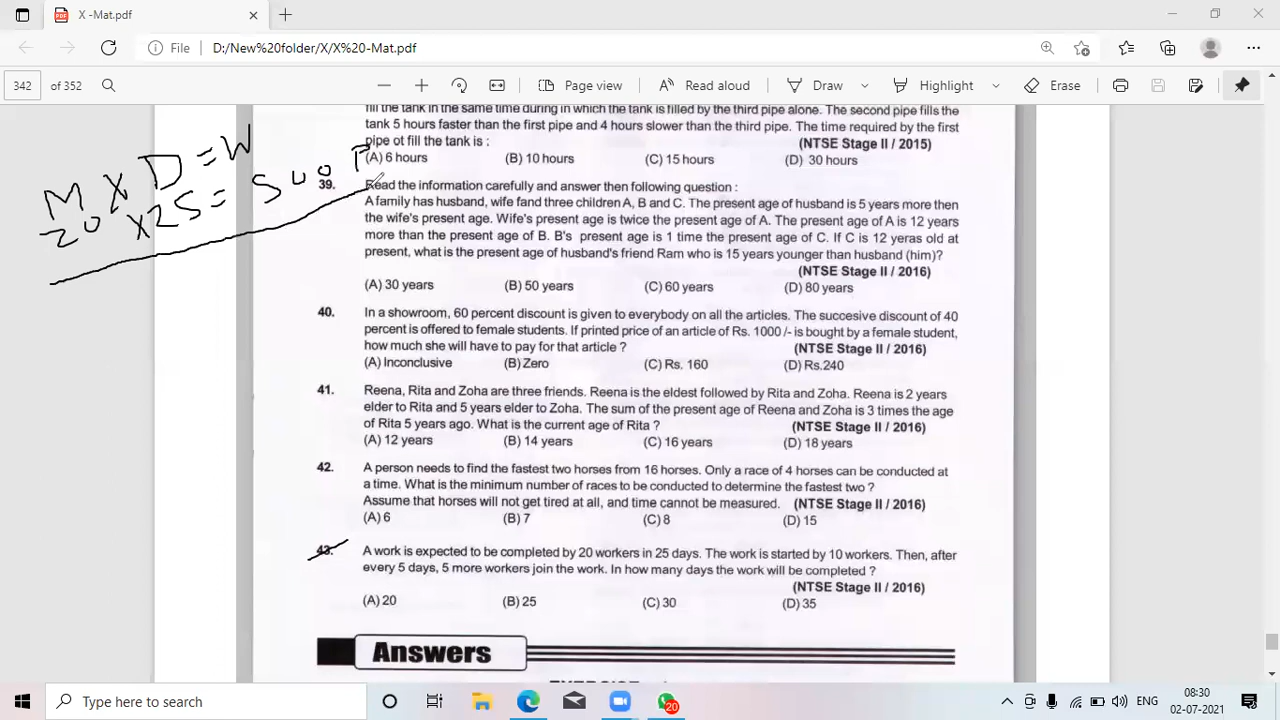 X -Mat.pdf
File D:/New%20folder/X/X%20-Mat.pdf
342 of 352 Page view Read aloud Draw Highlight Erase
fill the tank in the same time during in which the tank is filled by the third pipe alone. The second pipe fills the
tank 5 hours faster than the first pipe and 4 hours slower than the third pipe. The time required by the first
pipe ot fill the tank is : (NTSE Stage II / 2015)
(A) 6 hours (B) 10 hours (C) 15 hours (D) 30 hours
M X D = W
20 X25 = 500 P
39. Read the information carefully and answer then following question :
A family has husband, wife fand three children A, B and C. The present age of husband is 5 years more then
the wife's present age. Wife's present age is twice the present age of A. The present age of A is 12 years
more than the present age of B. B's present age is 1 time the present age of C. If C is 12 yeras old at
present, what is the present age of husband's friend Ram who is 15 years younger than husband (him)?
(NTSE Stage II / 2016)
(A) 30 years (B) 50 years (C) 60 years (D) 80 years
40. In a showroom, 60 percent discount is given to everybody on all the articles. The succesive discount of 40
percent is offered to female students. If printed price of an article of Rs. 1000 /- is bought by a female student,
how much she will have to pay for that article ? (NTSE Stage II / 2016)
(A) Inconclusive (B) Zero (C) Rs. 160 (D) Rs.240
41. Reena, Rita and Zoha are three friends. Reena is the eldest followed by Rita and Zoha. Reena is 2 years
elder to Rita and 5 years elder to Zoha. The sum of the present age of Reena and Zoha is 3 times the age
of Rita 5 years ago. What is the current age of Rita ? (NTSE Stage II / 2016)
(A) 12 years (B) 14 years (C) 16 years (D) 18 years
42. A person needs to find the fastest two horses from 16 horses. Only a race of 4 horses can be conducted at
a time. What is the minimum number of races to be conducted to determine the fastest two ?
Assume that horses will not get tired at all, and time cannot be measured. (NTSE Stage II / 2016)
(A) 6 (B) 7 (C) 8 (D) 15
43. A work is expected to be completed by 20 workers in 25 days. The work is started by 10 workers. Then, after
every 5 days, 5 more workers join the work. In how many days the work will be completed ?
(NTSE Stage II / 2016)
(A) 20 (B) 25 (C) 30 (D) 35
Answers
Type here to search 20 ENG 08:30
02-07-2021